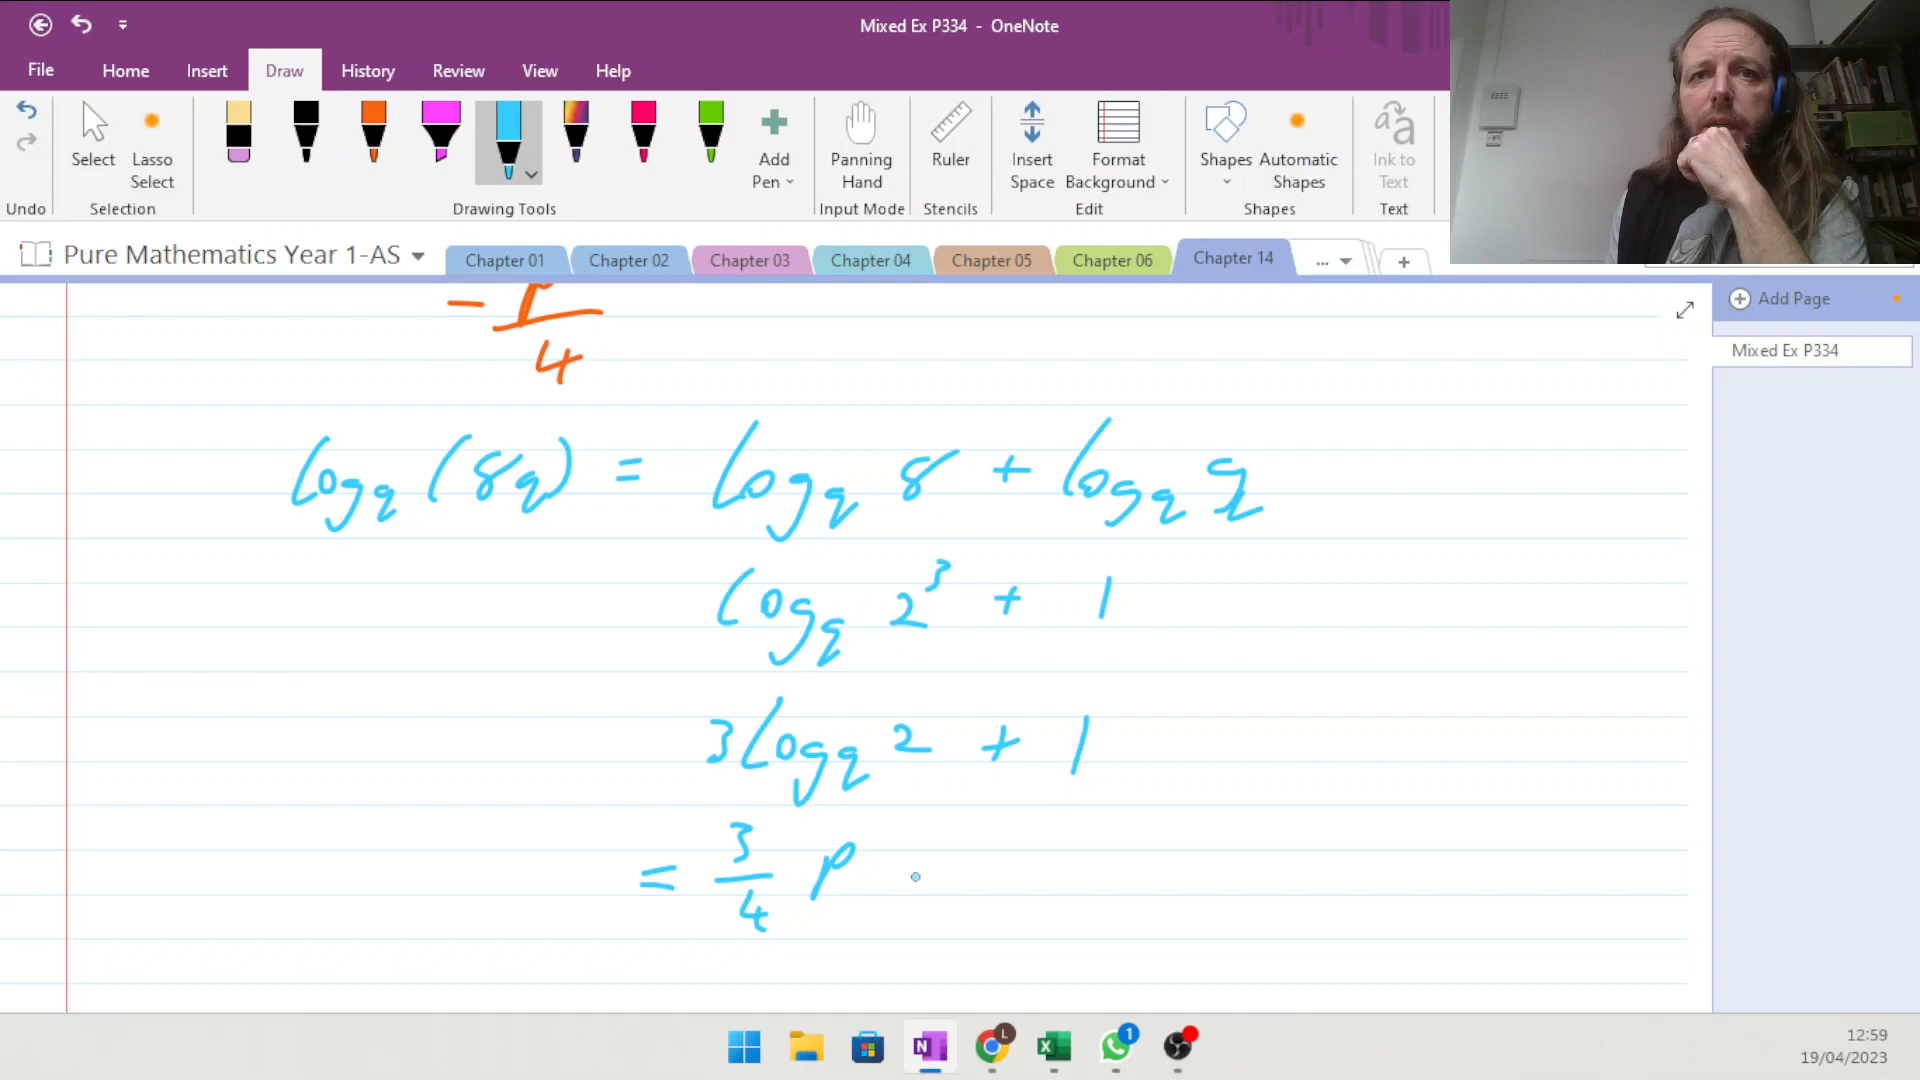 Mixed Ex P334 - OneNote
File Home Insert Draw History Review View Help
Select Lasso Select Add Pen Panning Hand Ruler Insert Space Format Background Shapes Automatic Shapes Ink to Text
Undo Selection Drawing Tools Input Mode Stencils Edit Shapes Text
Pure Mathematics Year 1-AS Chapter 01 Chapter 02 Chapter 03 Chapter 04 Chapter 05 Chapter 06 Chapter 14 ... +
Add Page
Mixed Ex P334
- P/4
log_q (8q) = log_q 8 + log_q q
log_q 2³ + 1
3log_q 2 + 1
= 3/4 P
L
1
12:59
19/04/2023